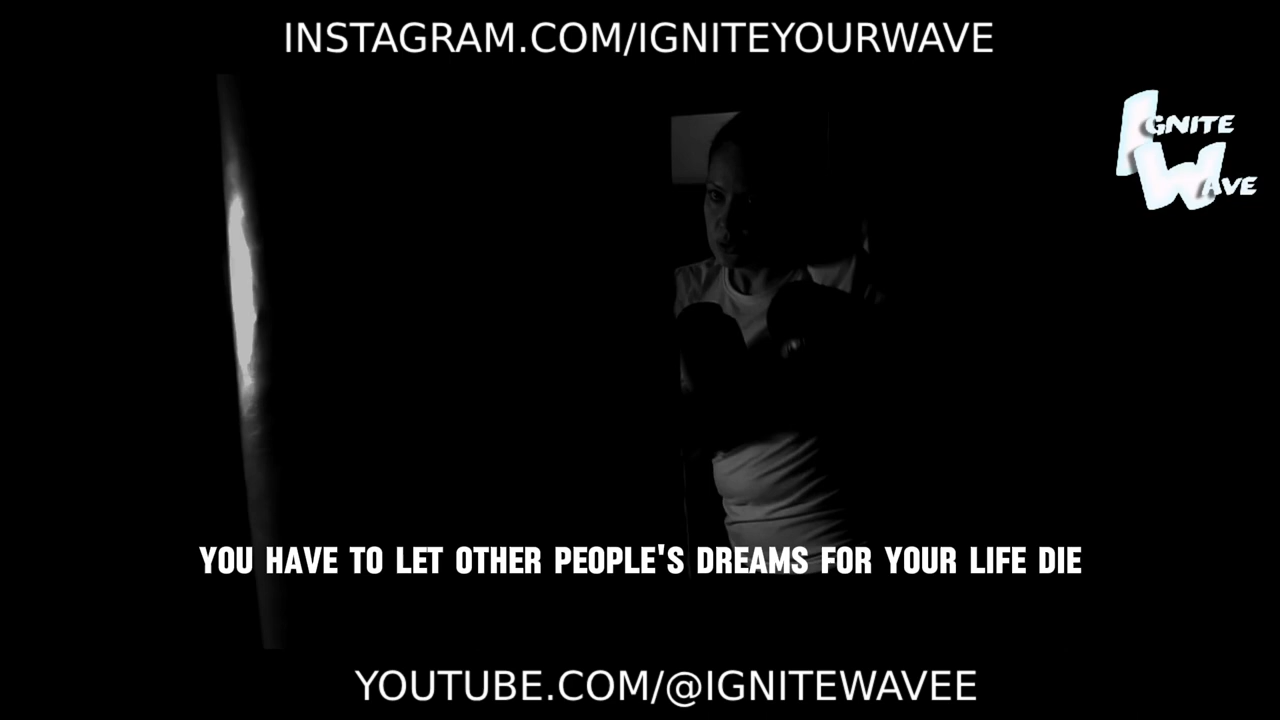 INSTAGRAM.COM/IGNITEYOURWAVE
IGNITE
WAVE
YOU HAVE TO LET OTHER PEOPLE'S DREAMS FOR YOUR LIFE DIE
YOUTUBE.COM/@IGNITEWAVEE